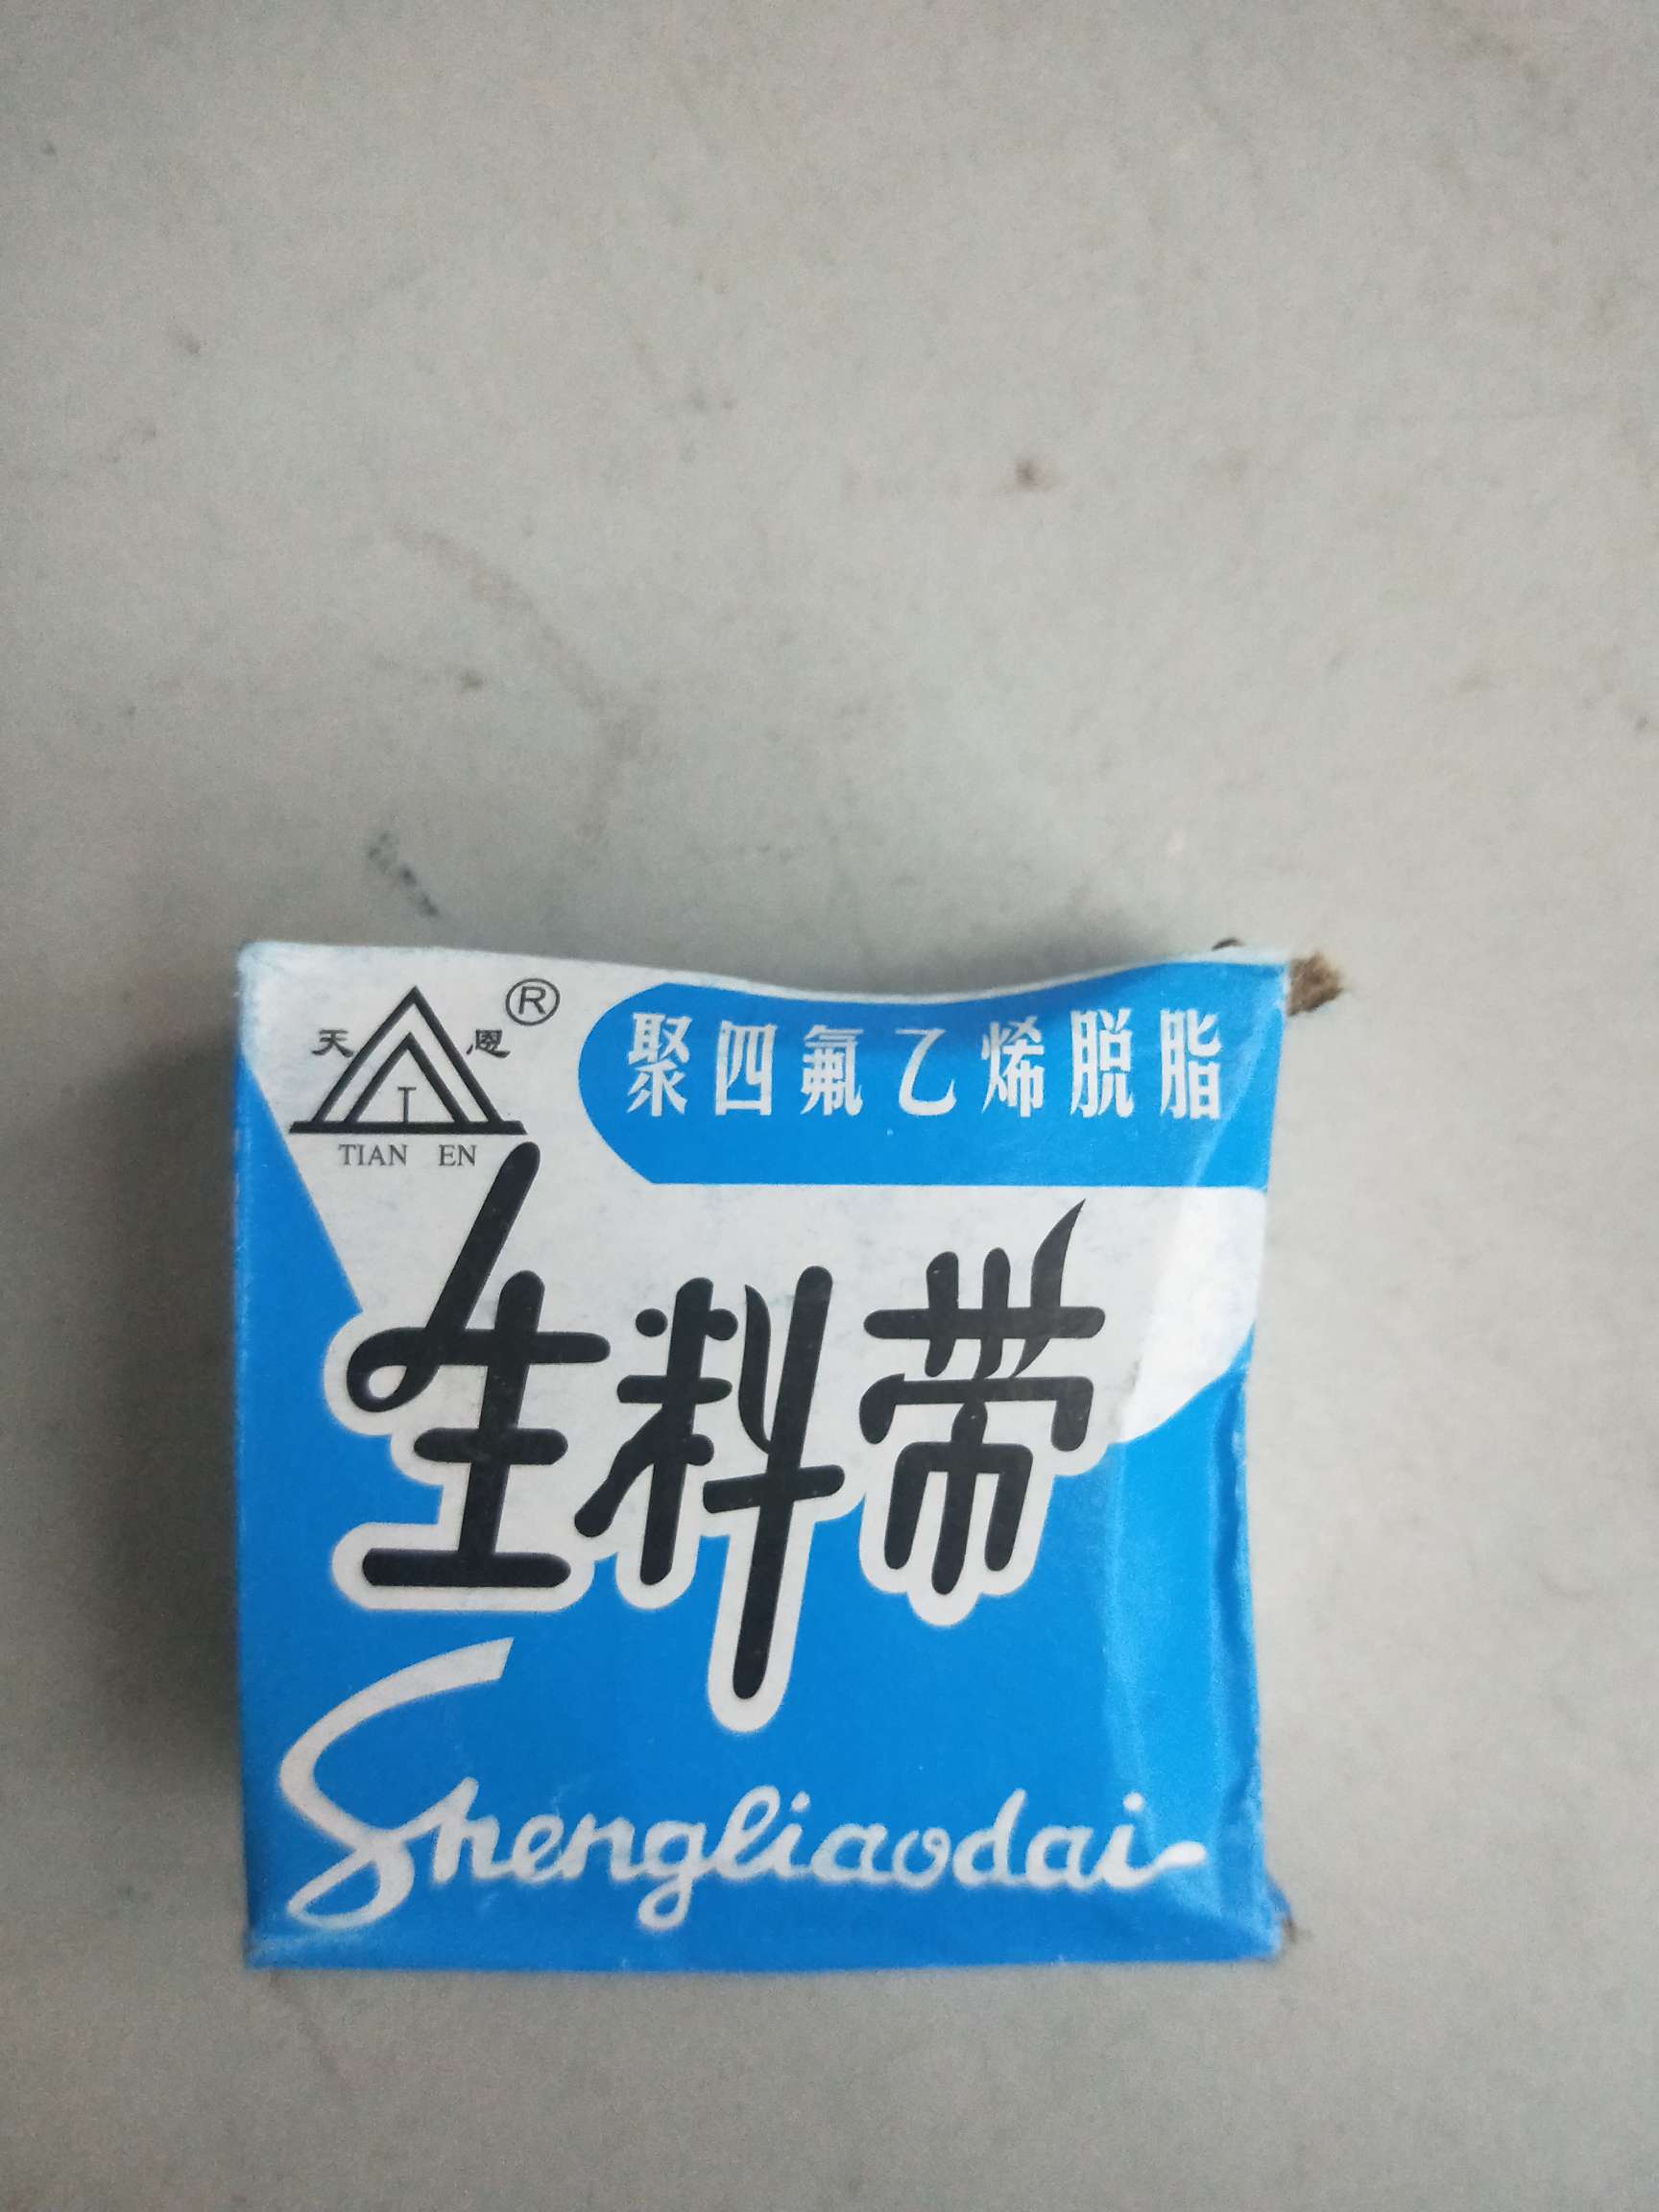 天恩®
T
TIAN EN
聚四氟乙烯脱脂
生料带
Shengliaodai